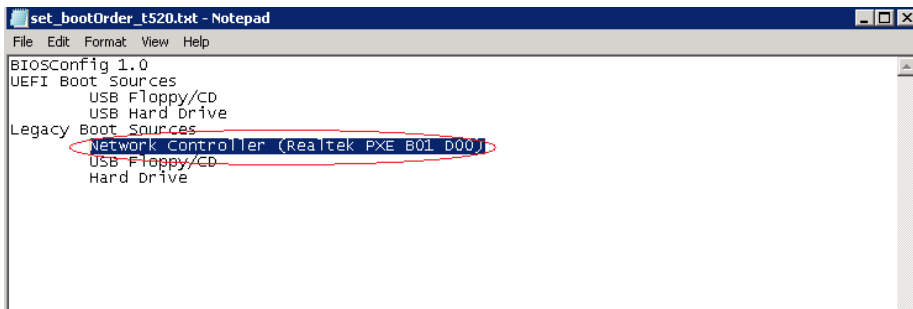 set_bootOrder_t520.txt - Notepad
File Edit Format View Help
BIOSConfig 1.0
UEFI Boot Sources
USB Floppy/CD
USB Hard Drive
Legacy Boot Sources
Network Controller (Realtek PXE B01 D00)
USB Floppy/CD
Hard Drive